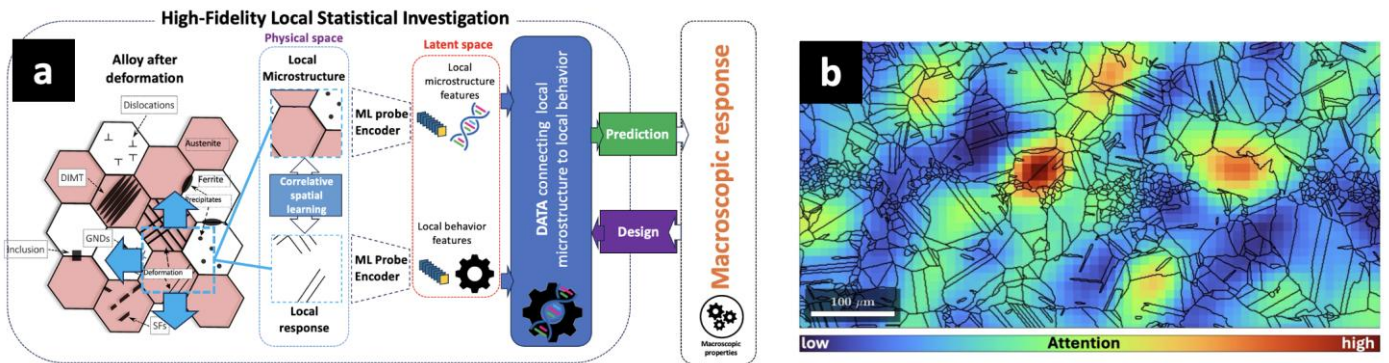 High-Fidelity Local Statistical Investigation
a
Alloy after
deformation
Dislocations
Austenite
DIMT
Ferrite
Precipitates
GNDs
Inclusion
Deformation
SFs
Physical space
Local
Microstructure
Correlative
spatial
learning
Local
response
ML probe
Encoder
ML Probe
Encoder
Latent space
Local
microstructure
features
Local behavior
features
DATA connecting local
microstructure to local behavior
Prediction
Design
Macroscopic response
Macroscopic
properties
b
100 μm
low Attention high